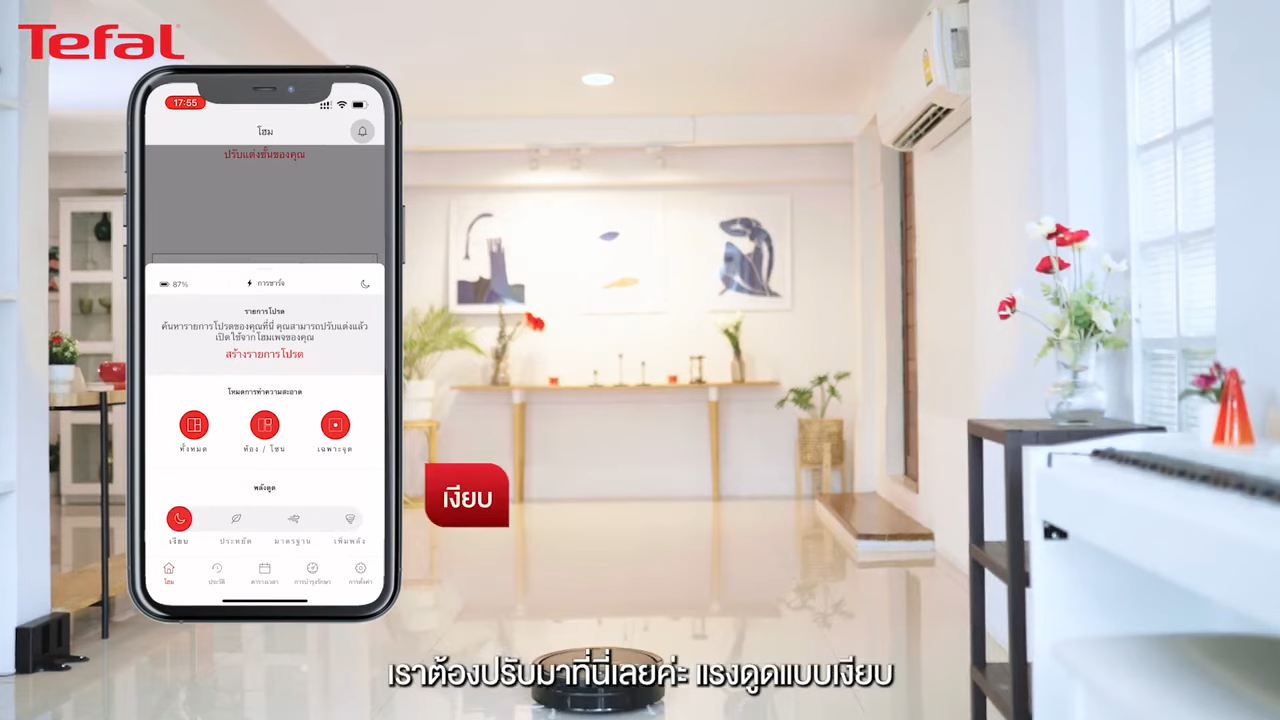 Tefal
17:55
โฮม
ปรับแต่งชั้นของคุณ
87%
การชาร์จ
รายการโปรด
ค้นหารายการโปรดของคุณที่นี่ คุณสามารถปรับแต่งแล้ว
เปิดใช้จากโฮมเพจของคุณ
สร้างรายการโปรด
โหมดการทำความสะอาด
ทั้งหมด
ห้อง / โซน
เฉพาะจุด
พลังดูด
เงียบ
ประหยัด
มาตรฐาน
เพิ่มพลัง
โฮม
ประวัติ
ตารางเวลา
การบำรุงรักษา
การตั้งค่า
เงียบ
เราต้องปรับมาที่นี่เลยค่ะ แรงดูดแบบเงียบ